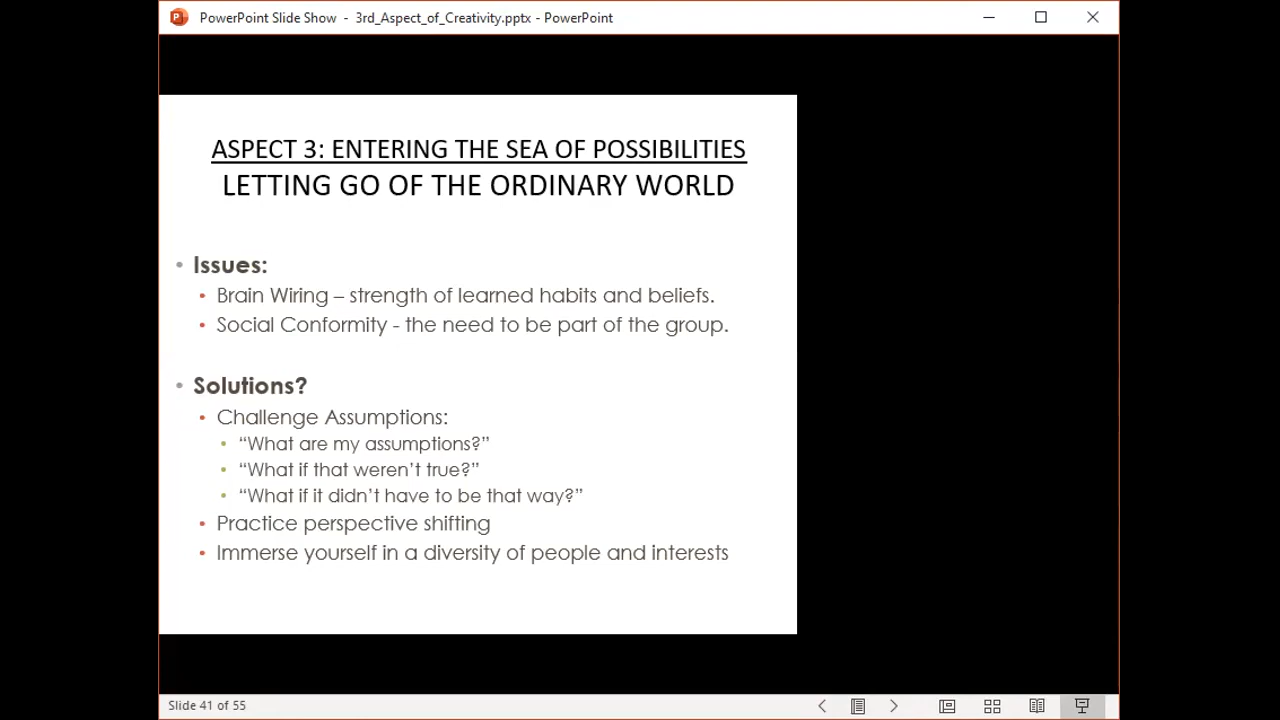 PowerPoint Slide Show - 3rd_Aspect_of_Creativity.pptx - PowerPoint
ASPECT 3: ENTERING THE SEA OF POSSIBILITIES
LETTING GO OF THE ORDINARY WORLD
• Issues:
• Brain Wiring – strength of learned habits and beliefs.
• Social Conformity - the need to be part of the group.
• Solutions?
• Challenge Assumptions:
• “What are my assumptions?”
• “What if that weren’t true?”
• “What if it didn’t have to be that way?”
• Practice perspective shifting
• Immerse yourself in a diversity of people and interests
Slide 41 of 55